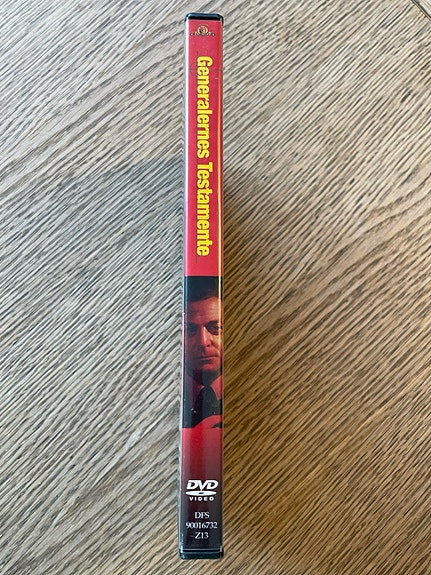 Generalernes Testamente
DVD
VIDEO
DFS
90016732
Z13